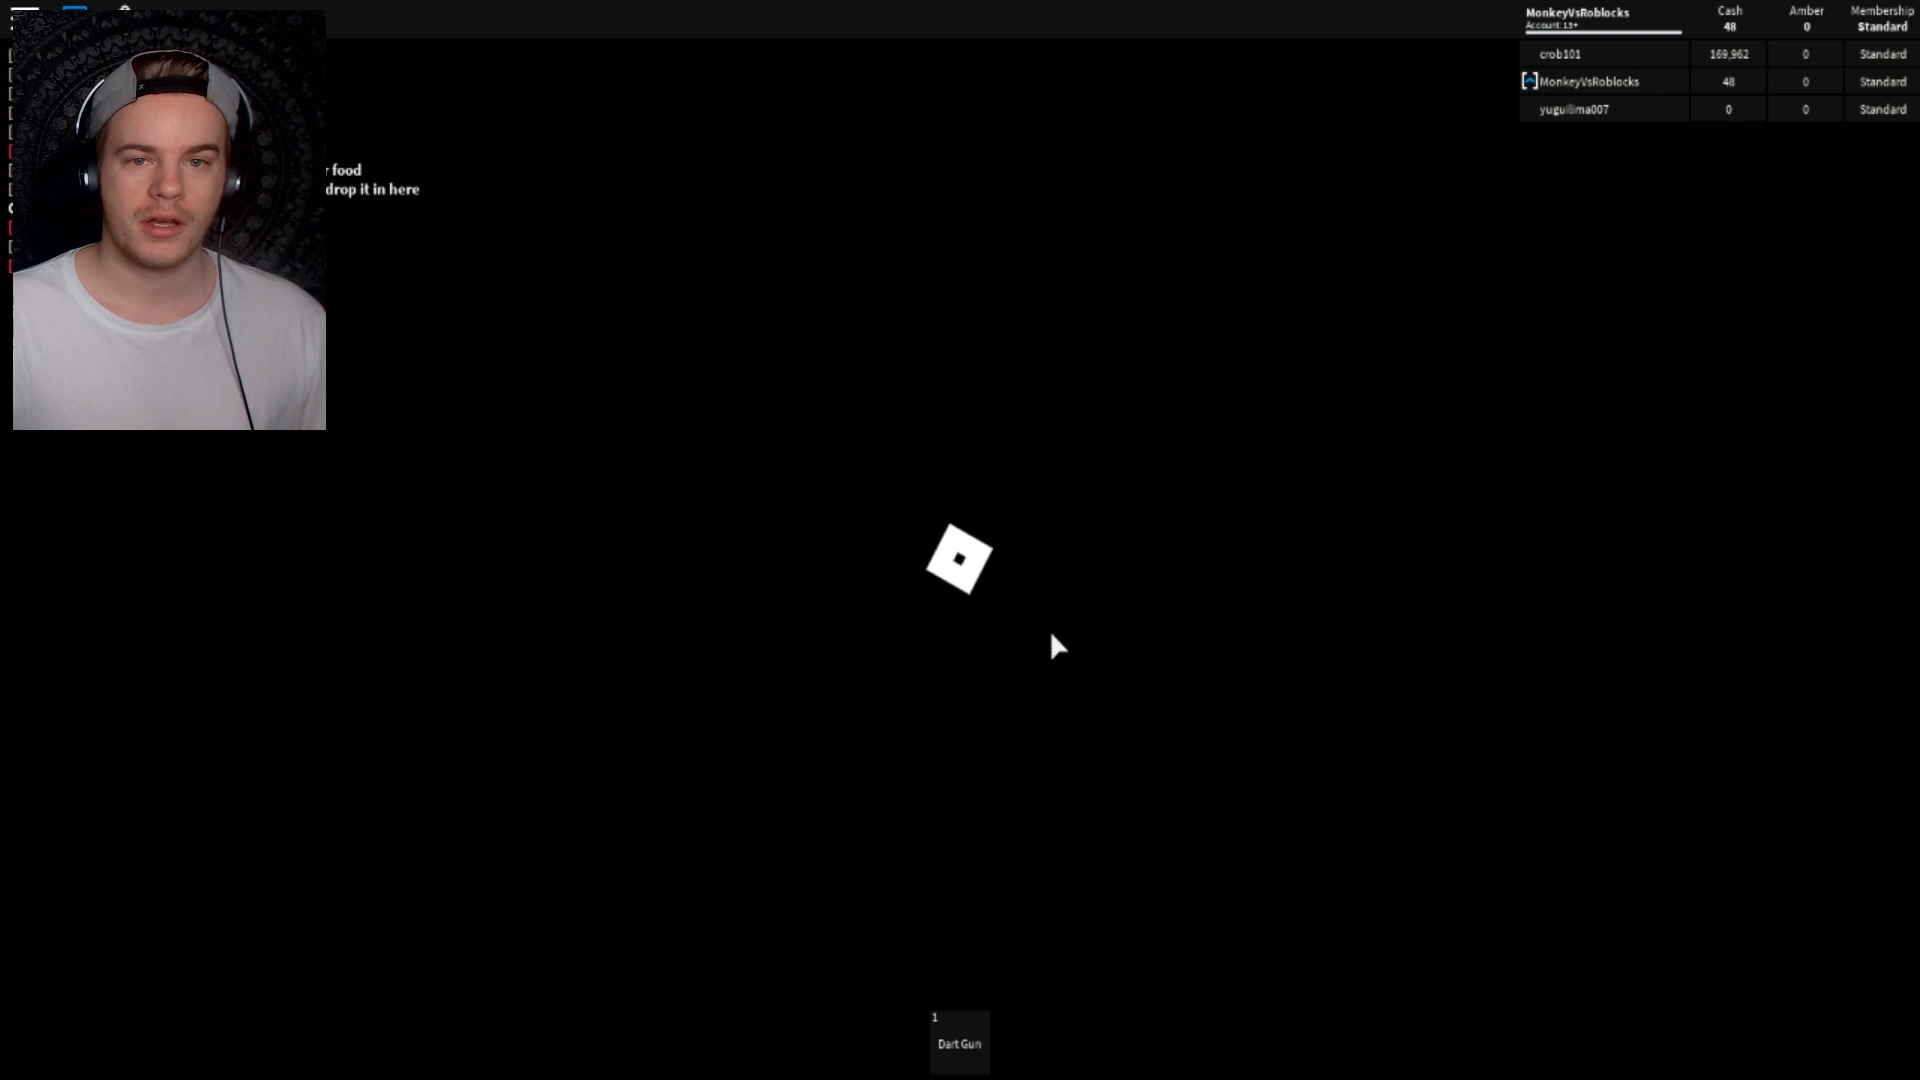 MonkeyVsRoblocks
Account: 13+
Cash
48
Amber
0
Membership
Standard
crob101
169,962
0
Standard
MonkeyVsRoblocks
48
0
Standard
0
0
Standard
food
drop it in here
1
Dart Gun